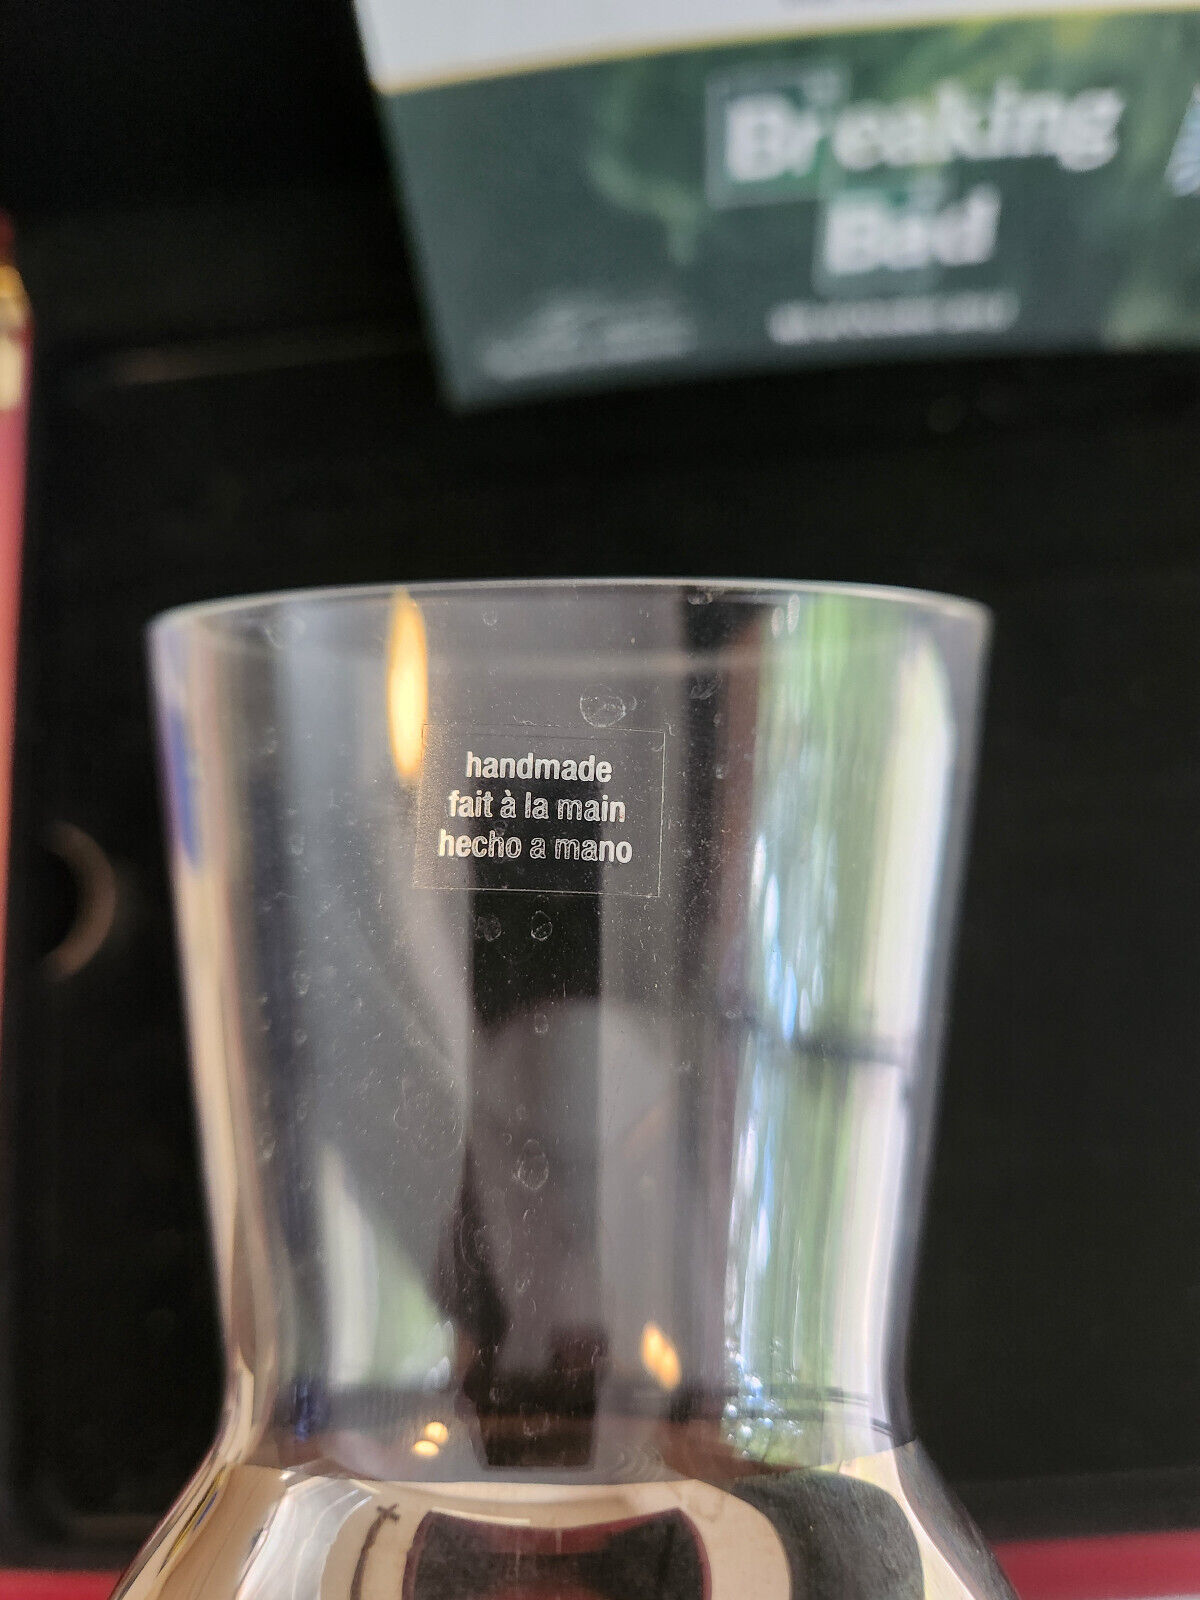 Breaking
Bad
handmade
fait à la main
hecho a mano